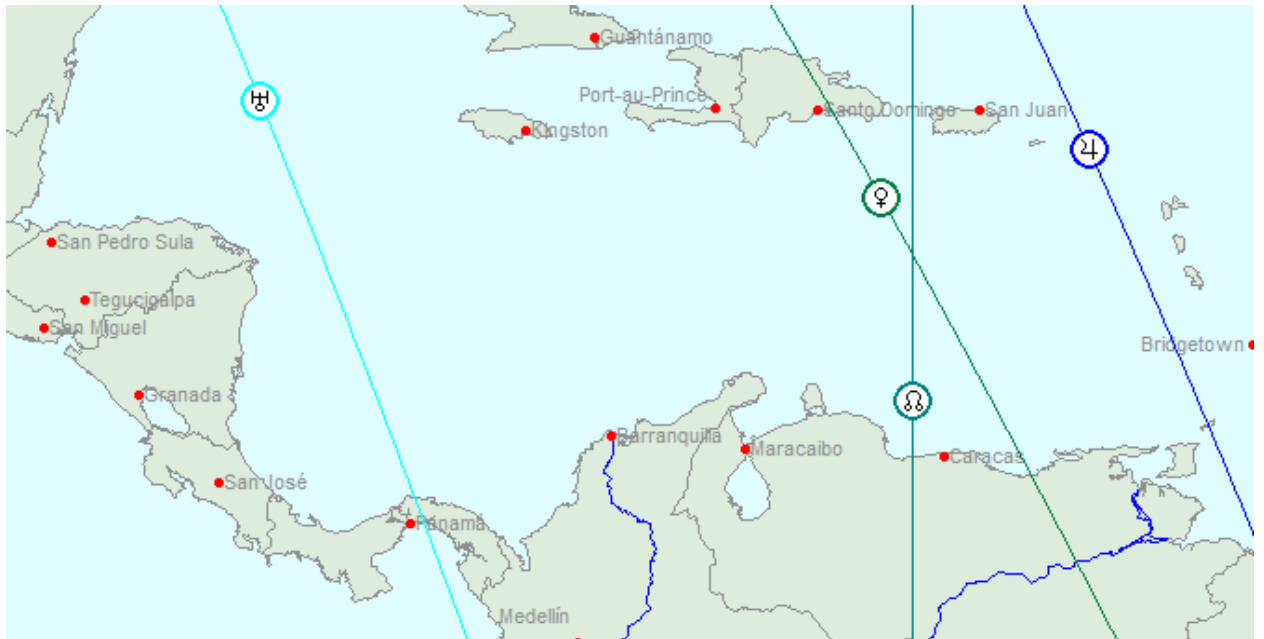 Guantánamo
Port-au-Prince
Santo Domingo
San Juan
Kingston
San Pedro Sula
Tegucigalpa
San Miguel
Bridgetown
Granada
Barranquilla
Maracaibo
Caracas
San José
Panamá
Medellín